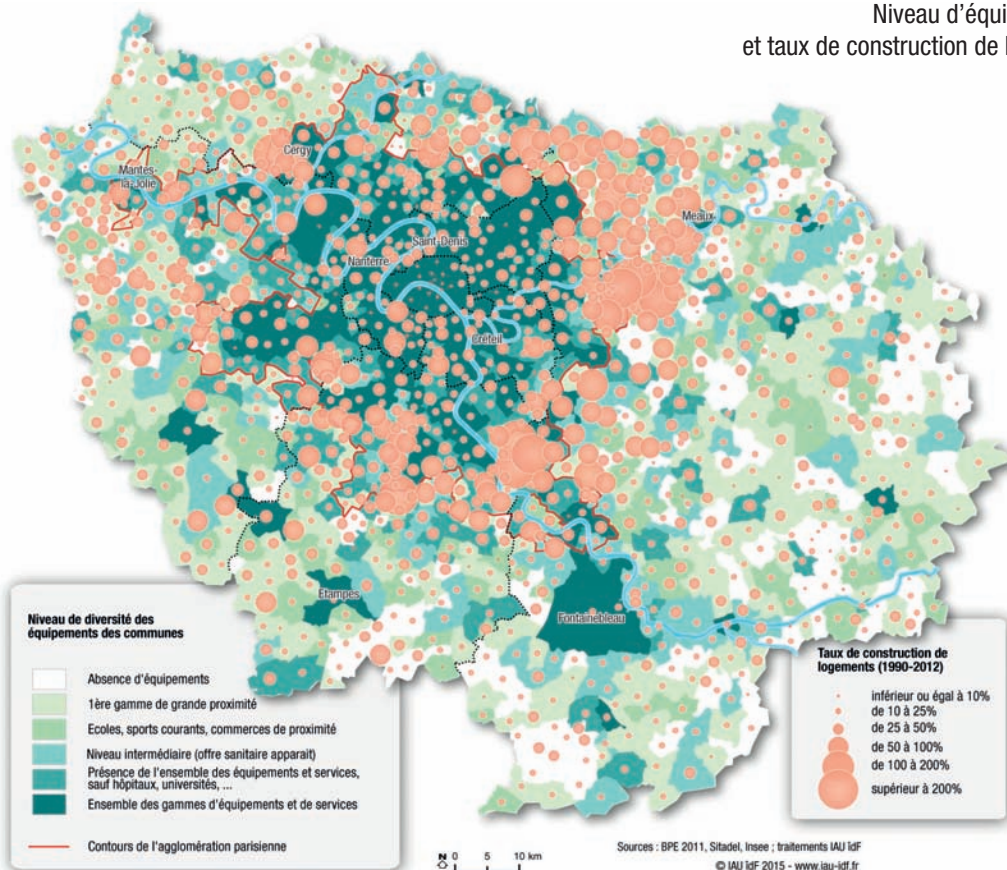 Niveau d'équi
et taux de construction de l
Cergy
Mantes-
la-Jolie
Meaux
Saint-Denis
Nanterre
Créteil
Étampes
Fontainebleau
Niveau de diversité des
équipements des communes
Absence d'équipements
1ère gamme de grande proximité
Ecoles, sports courants, commerces de proximité
Niveau intermédiaire (offre sanitaire apparait)
Présence de l'ensemble des équipements et services,
sauf hôpitaux, universités, ...
Ensemble des gammes d'équipements et de services
Contours de l'agglomération parisienne
Taux de construction de
logements (1990-2012)
inférieur ou égal à 10%
de 10 à 25%
de 25 à 50%
de 50 à 100%
de 100 à 200%
supérieur à 200%
N 0 5 10 km
Sources : BPE 2011, Sitadel, Insee ; traitements IAU îdF
© IAU îdF 2015 - www.iau-idf.fr